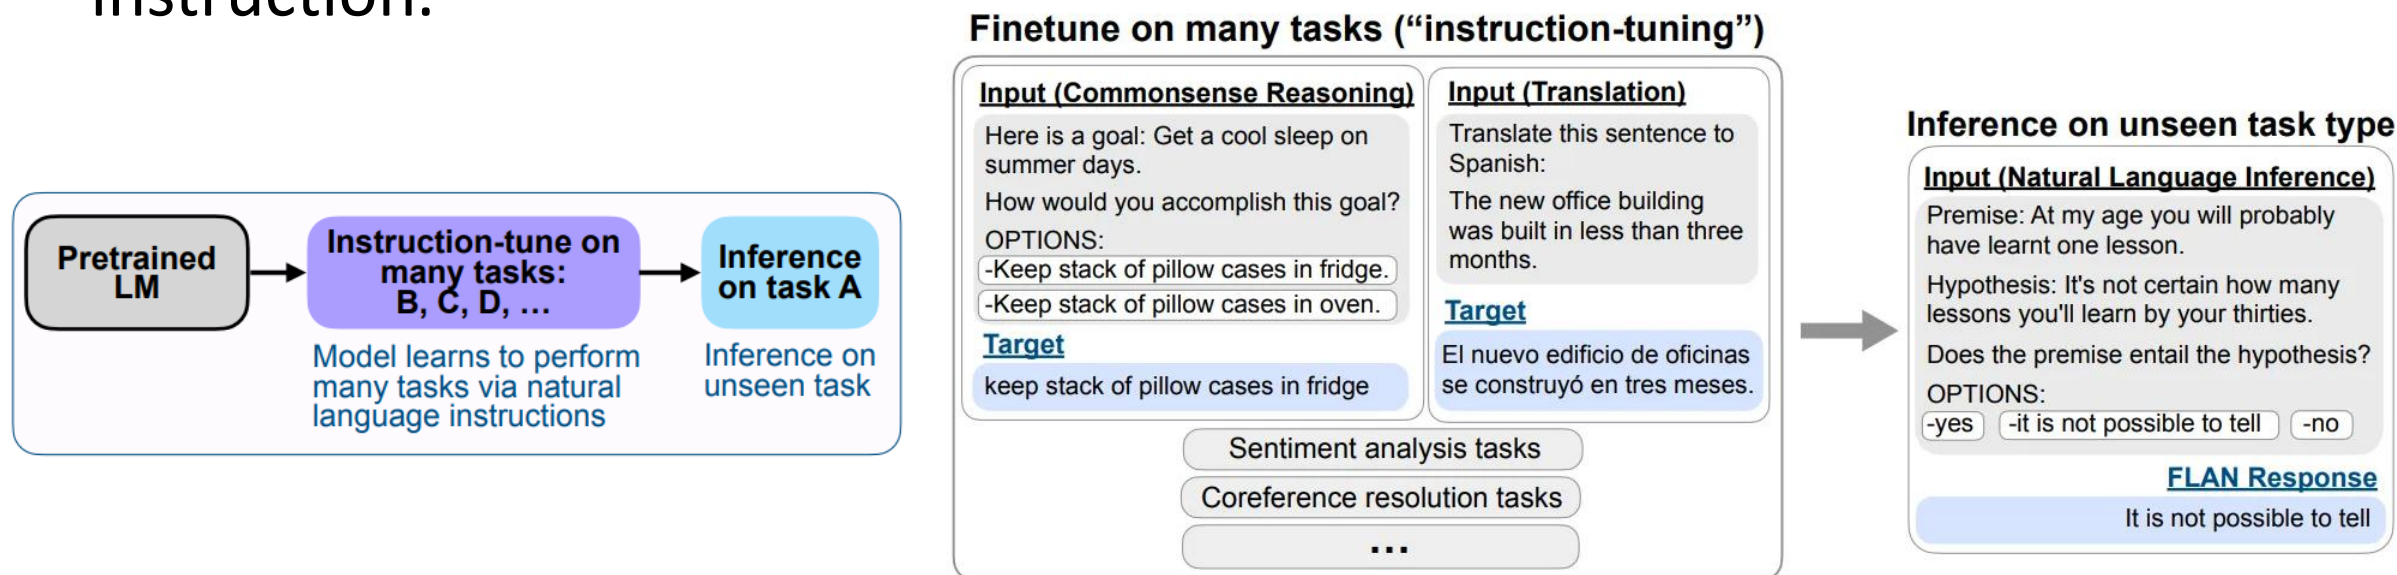 instruction.
Pretrained
LM
Instruction-tune on
many tasks:
B, C, D, …
Inference
on task A
Model learns to perform
many tasks via natural
language instructions
Inference on
unseen task
Finetune on many tasks (“instruction-tuning”)
Input (Commonsense Reasoning)
Here is a goal: Get a cool sleep on
summer days.
How would you accomplish this goal?
OPTIONS:
-Keep stack of pillow cases in fridge.
-Keep stack of pillow cases in oven.
Target
keep stack of pillow cases in fridge
Input (Translation)
Translate this sentence to
Spanish:
The new office building
was built in less than three
months.
Target
El nuevo edificio de oficinas
se construyó en tres meses.
Sentiment analysis tasks
Coreference resolution tasks
...
Inference on unseen task type
Input (Natural Language Inference)
Premise: At my age you will probably
have learnt one lesson.
Hypothesis: It's not certain how many
lessons you'll learn by your thirties.
Does the premise entail the hypothesis?
OPTIONS:
-yes -it is not possible to tell -no
FLAN Response
It is not possible to tell